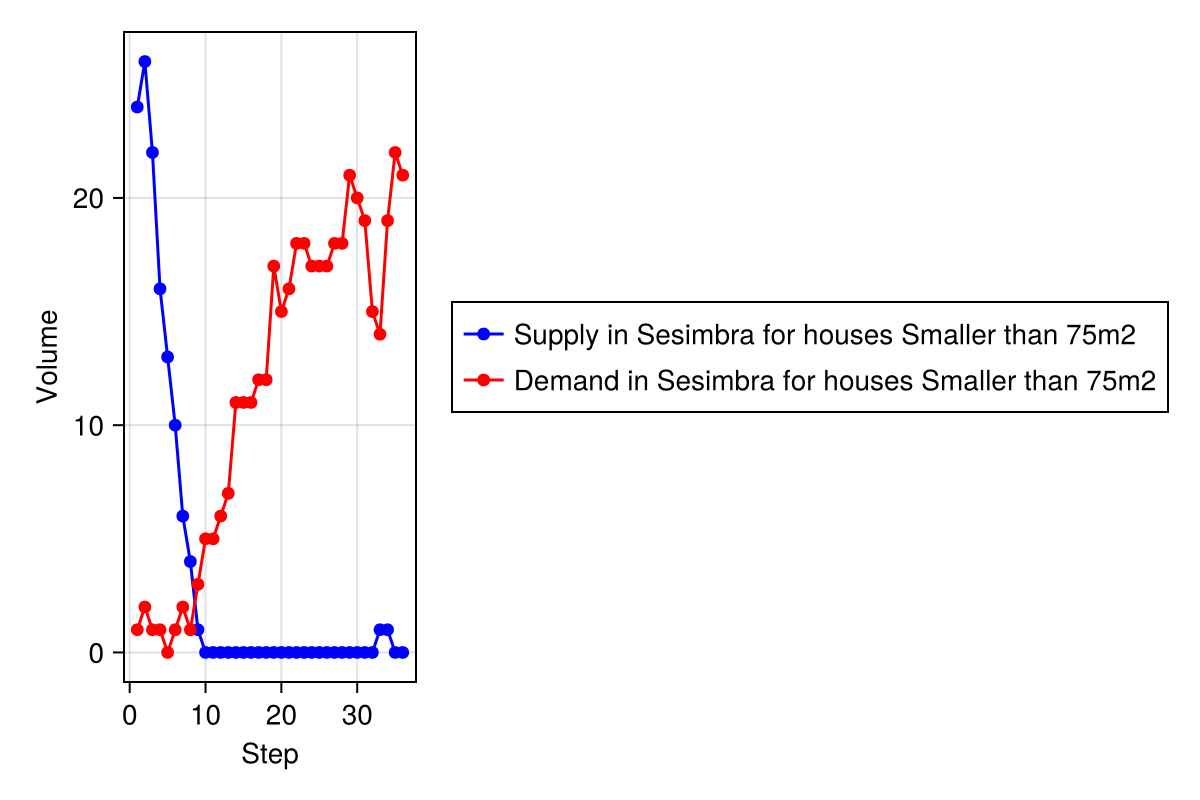 Volume
20
10
0
0 10 20 30
Step
Supply in Sesimbra for houses Smaller than 75m2
Demand in Sesimbra for houses Smaller than 75m2